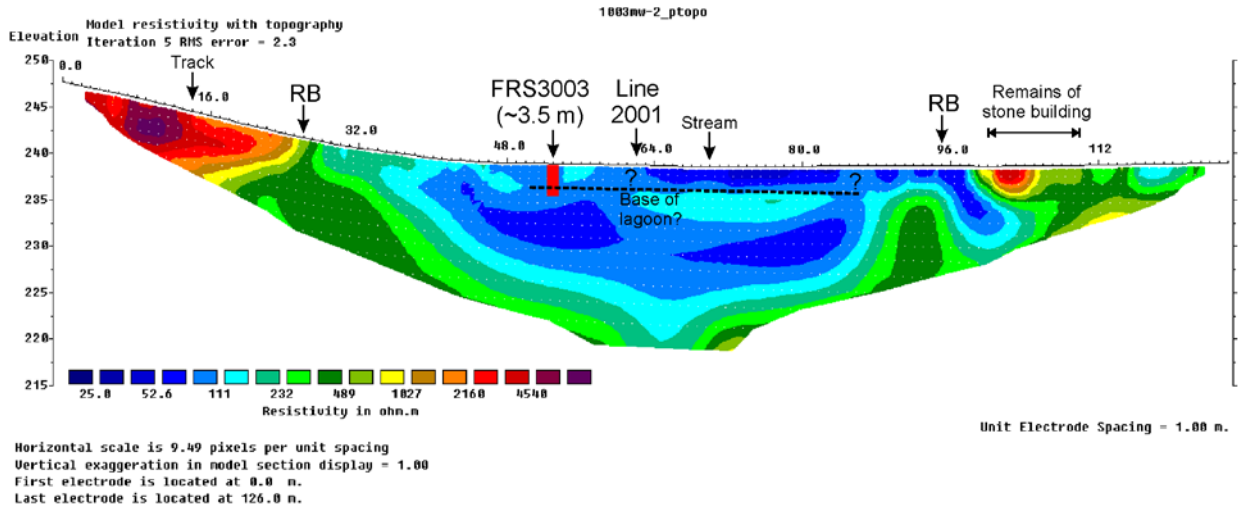 1003mw-2_ptopo
Model resistivity with topography
Elevation
Iteration 5 RMS error = 2.3
250
245
240
235
230
225
220
215
0.0
Track
16.0
RB
32.0
48.0
FRS3003
(~3.5 m)
Line
2001
64.0
Stream
80.0
RB
96.0
Remains of
stone building
112
?
?
Base of
lagoon?
25.0 52.6 111 232 489 1027 2160 4540
Resistivity in ohm.m
Unit Electrode Spacing = 1.00 m.
Horizontal scale is 9.49 pixels per unit spacing
Vertical exaggeration in model section display = 1.00
First electrode is located at 0.0 m.
Last electrode is located at 126.0 m.